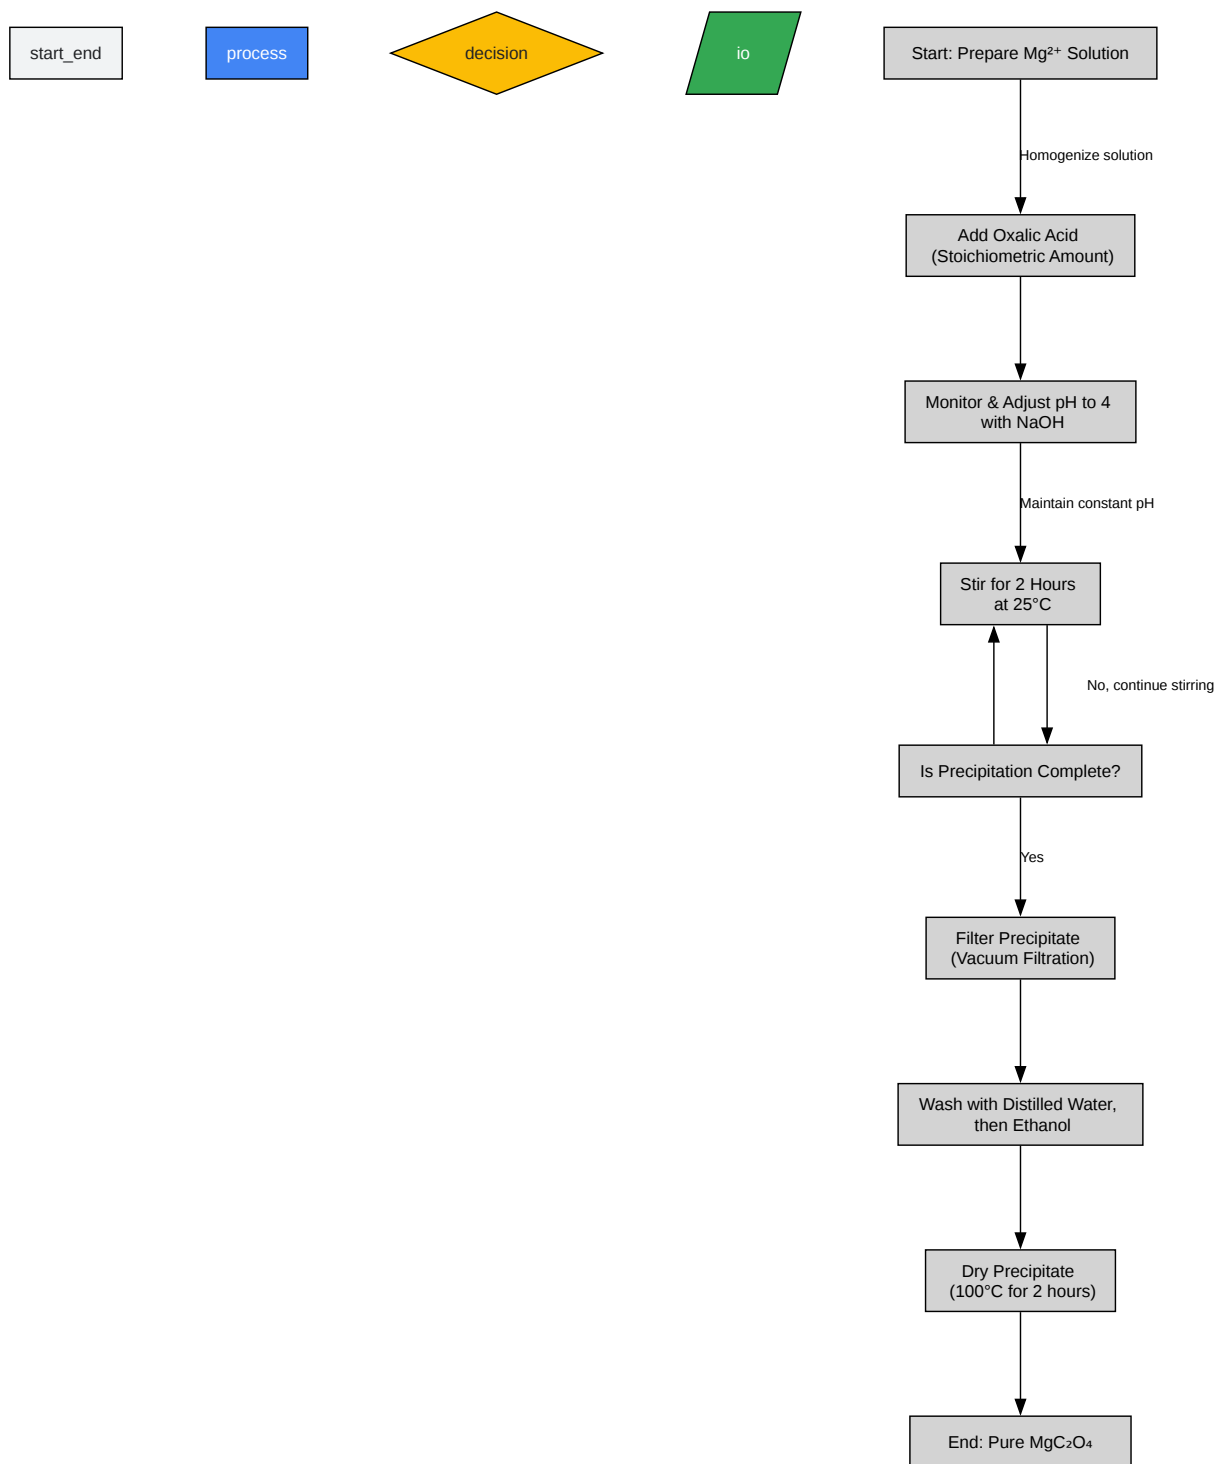 start_end
process
decision
io
Start: Prepare Mg²⁺ Solution
Homogenize solution
Add Oxalic Acid
(Stoichiometric Amount)
Monitor & Adjust pH to 4
with NaOH
Maintain constant pH
Stir for 2 Hours
at 25°C
No, continue stirring
Is Precipitation Complete?
Yes
Filter Precipitate
(Vacuum Filtration)
Wash with Distilled Water,
then Ethanol
Dry Precipitate
(100°C for 2 hours)
End: Pure MgC₂O₄